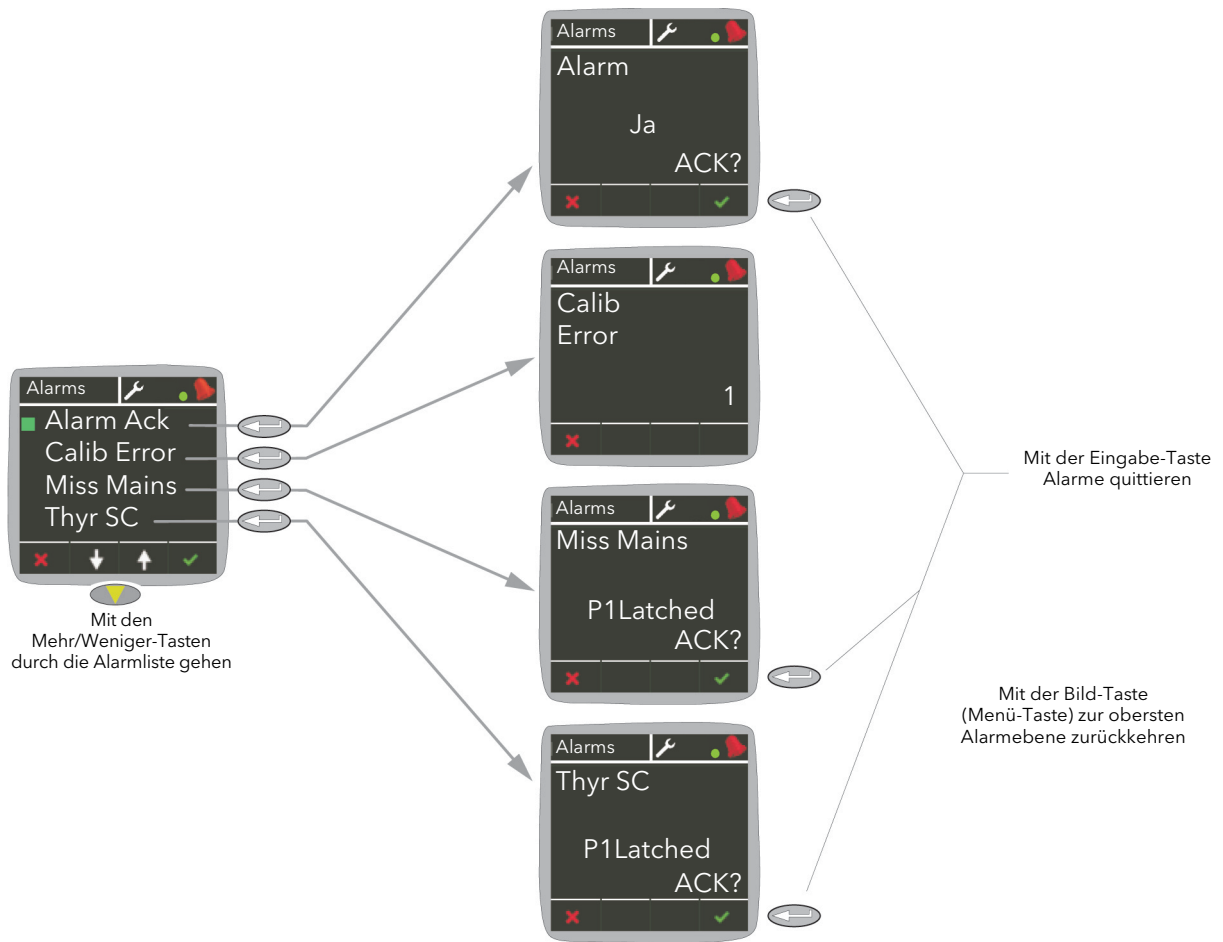 Alarms
Alarm
Ja
ACK?
Alarms
Calib
Error
1
Alarms
Alarm Ack
Calib Error
Miss Mains
Thyr SC
Mit den
Mehr/Weniger-Tasten
durch die Alarmliste gehen
Alarms
Miss Mains
P1Latched
ACK?
Alarms
Thyr SC
P1Latched
ACK?
Mit der Eingabe-Taste
Alarme quittieren
Mit der Bild-Taste
(Menü-Taste) zur obersten
Alarmebene zurückkehren